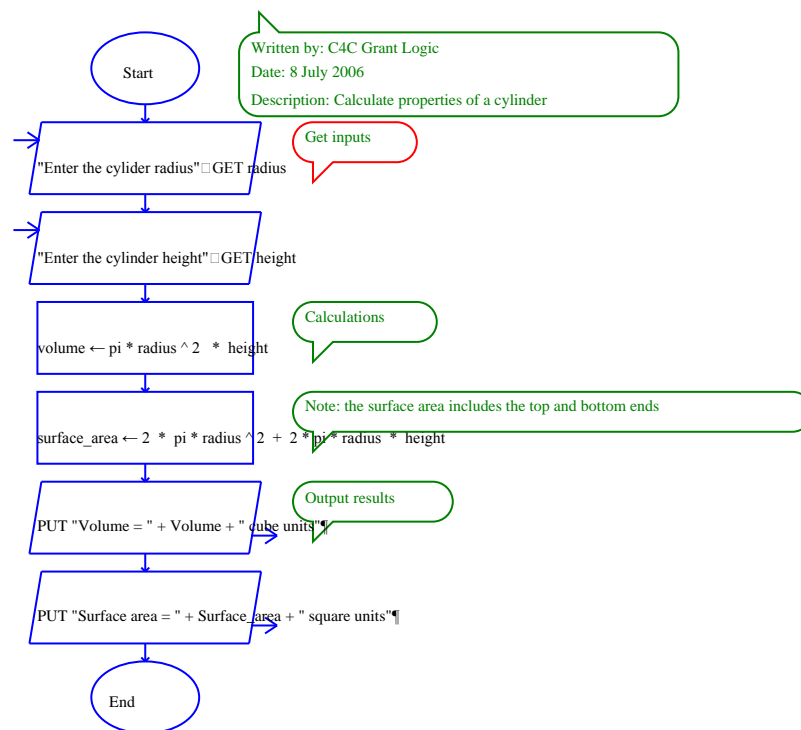 Written by: C4C Grant Logic
Date: 8 July 2006
Description: Calculate properties of a cylinder
Start
Get inputs
"Enter the cylider radius"□GET radius
"Enter the cylinder height"□GET height
Calculations
volume ← pi * radius ^ 2 * height
Note: the surface area includes the top and bottom ends
surface_area ← 2 * pi * radius ^ 2 + 2 * pi * radius * height
Output results
PUT "Volume = " + Volume + " cube units"¶
PUT "Surface area = " + Surface_area + " square units"¶
End